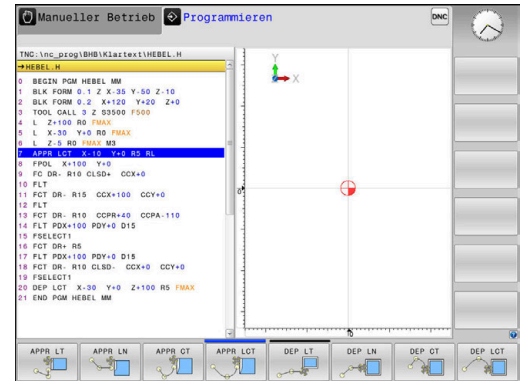 Manueller Betrieb
Programmieren
DNC
TNC:\nc_prog\BHB\Klartext\HEBEL.H
→HEBEL.H
0 BEGIN PGM HEBEL MM
1 BLK FORM 0.1 Z X-35 Y-50 Z-10
2 BLK FORM 0.2 X+120 Y+20 Z+0
3 TOOL CALL 3 Z S3500 F500
4 L Z+100 R0 FMAX
5 L X-30 Y+0 R0 FMAX
6 L Z-5 R0 FMAX M3
7 APPR LCT X-10 Y+0 R5 RL
8 FPOL X+100 Y+0
9 FC DR- R10 CLSD+ CCX+0
10 FLT
11 FCT DR- R15 CCX+100 CCY+0
12 FLT
13 FCT DR- R10 CCPR+40 CCPA-110
14 FLT PDX+100 PDY+0 D15
15 FSELECT1
16 FCT DR+ R5
17 FLT PDX+100 PDY+0 D15
18 FCT DR- R10 CLSD- CCX+0 CCY+0
19 FSELECT1
20 DEP LCT X-30 Y+0 Z+100 R5 FMAX
21 END PGM HEBEL MM
Y
X
0
0
APPR LT
APPR LN
APPR CT
APPR LCT
DEP LT
DEP LN
DEP CT
DEP LCT